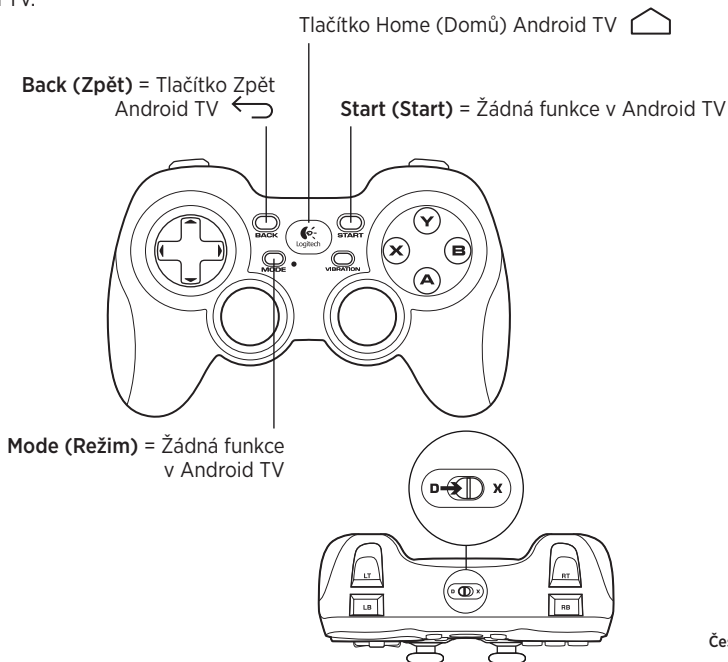 TV.
Tlačítko Home (Domů) Android TV
Back (Zpět) = Tlačítko Zpět
Android TV
Start (Start) = Žádná funkce v Android TV
BACK
Logitech
START
MODE
VIBRATION
Y
X
B
A
Mode (Režim) = Žádná funkce
v Android TV
D X
LT
RT
D X
LB
RB